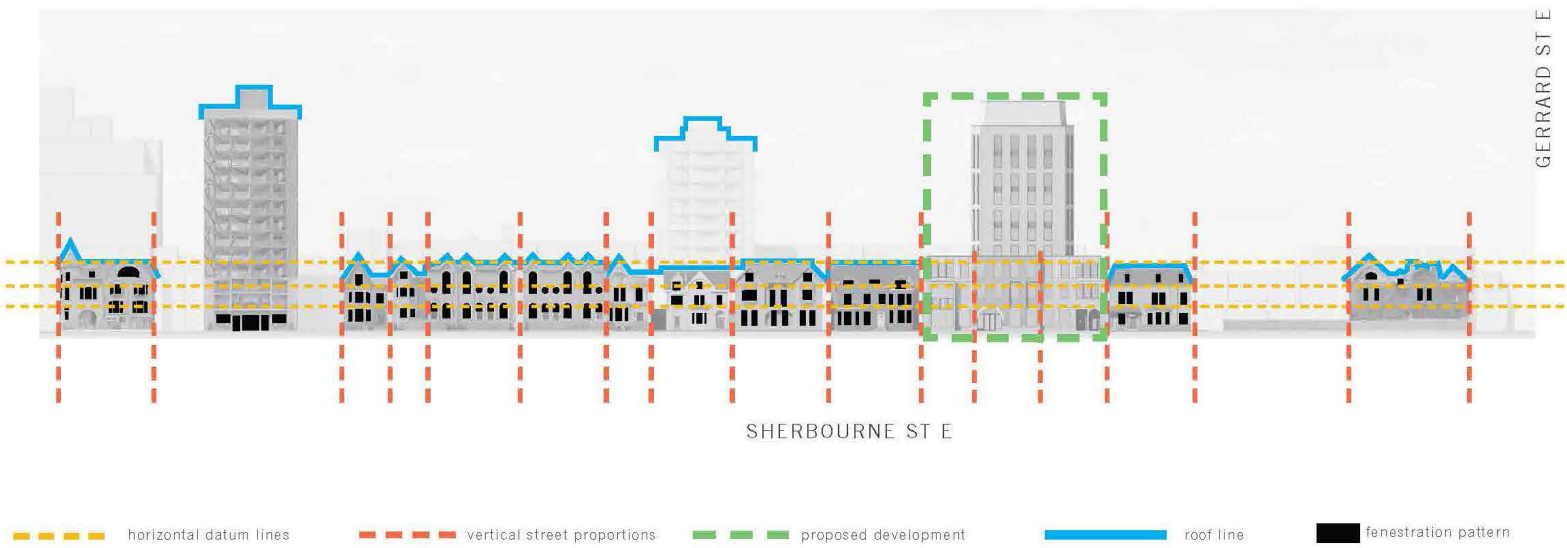 GERRARD ST E
SHERBOURNE ST E
horizontal datum lines
vertical street proportions
proposed development
roof line
fenestration pattern